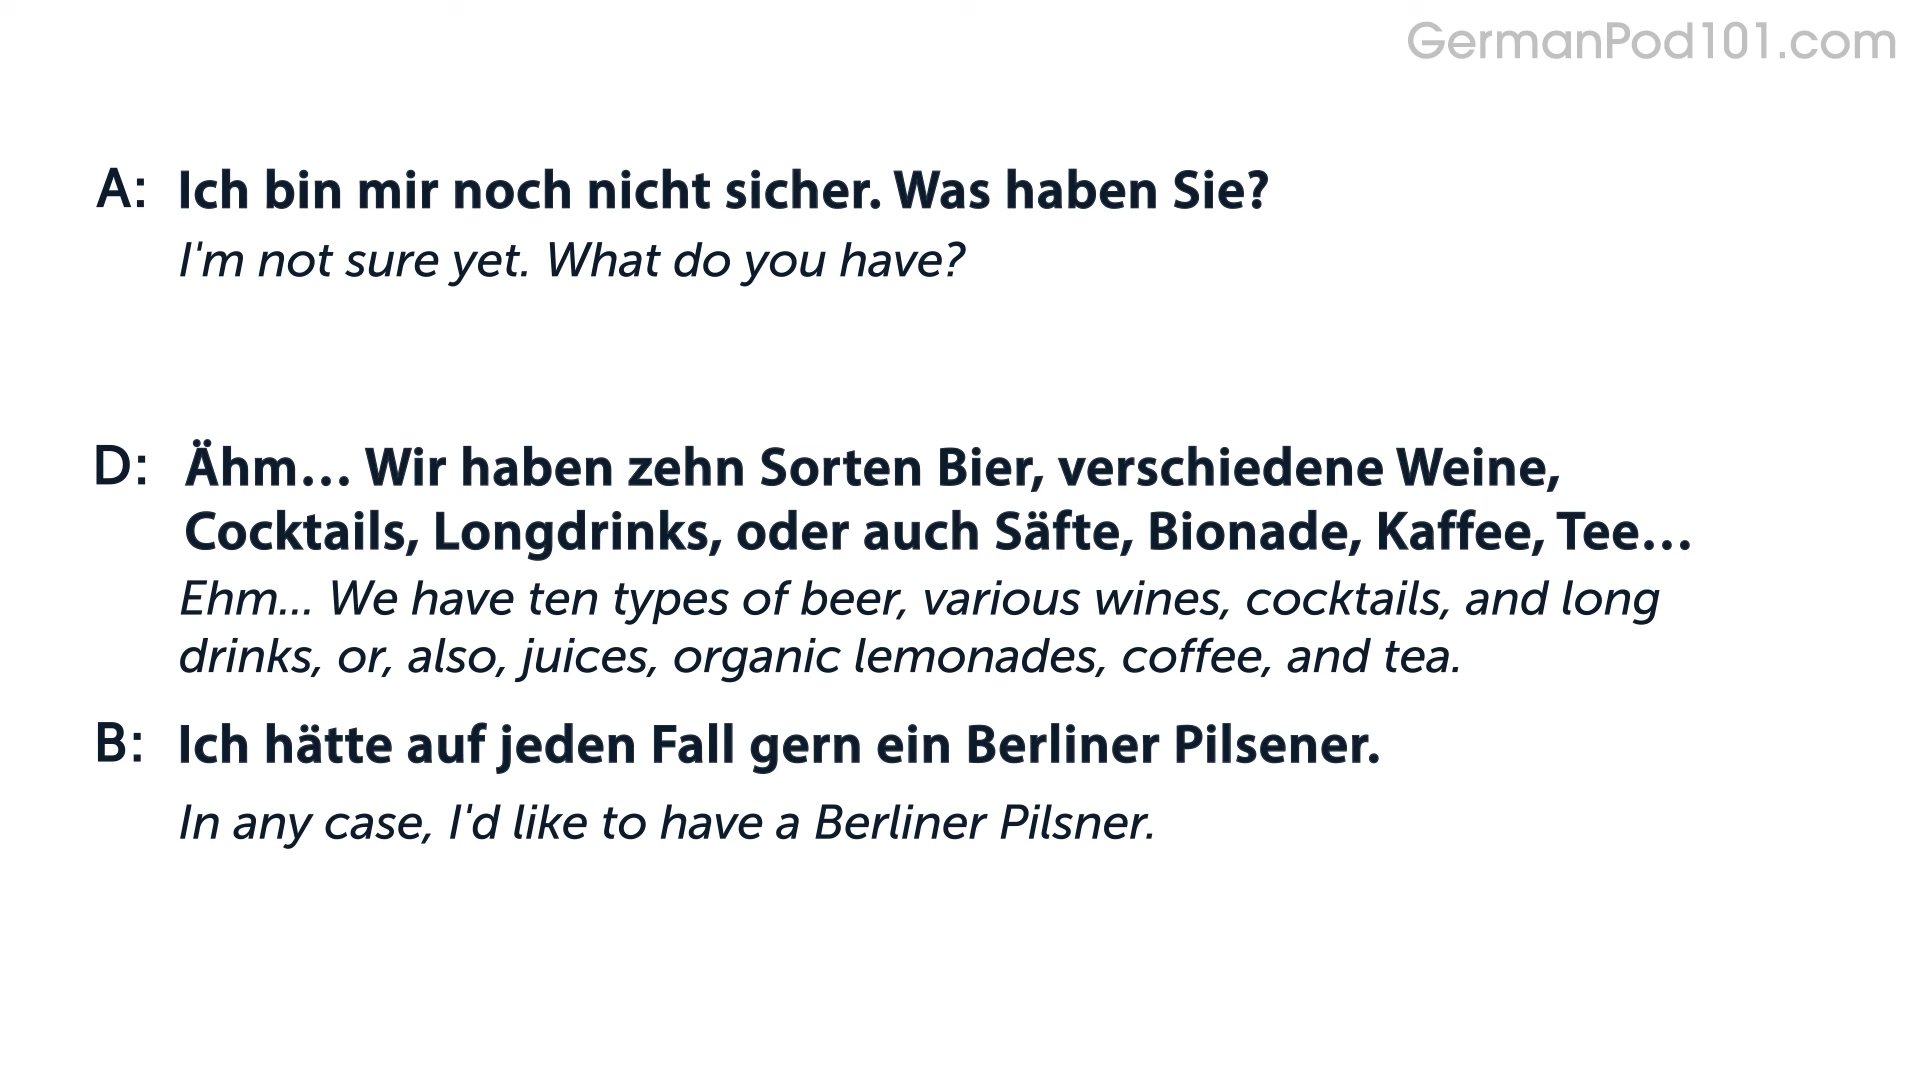 GermanPod101.com
A: Ich bin mir noch nicht sicher. Was haben Sie?
I'm not sure yet. What do you have?
D: Ähm... Wir haben zehn Sorten Bier, verschiedene Weine,
Cocktails, Longdrinks, oder auch Säfte, Bionade, Kaffee, Tee...
Ehm... We have ten types of beer, various wines, cocktails, and long
drinks, or, also, juices, organic lemonades, coffee, and tea.
B: Ich hätte auf jeden Fall gern ein Berliner Pilsener.
In any case, I'd like to have a Berliner Pilsner.